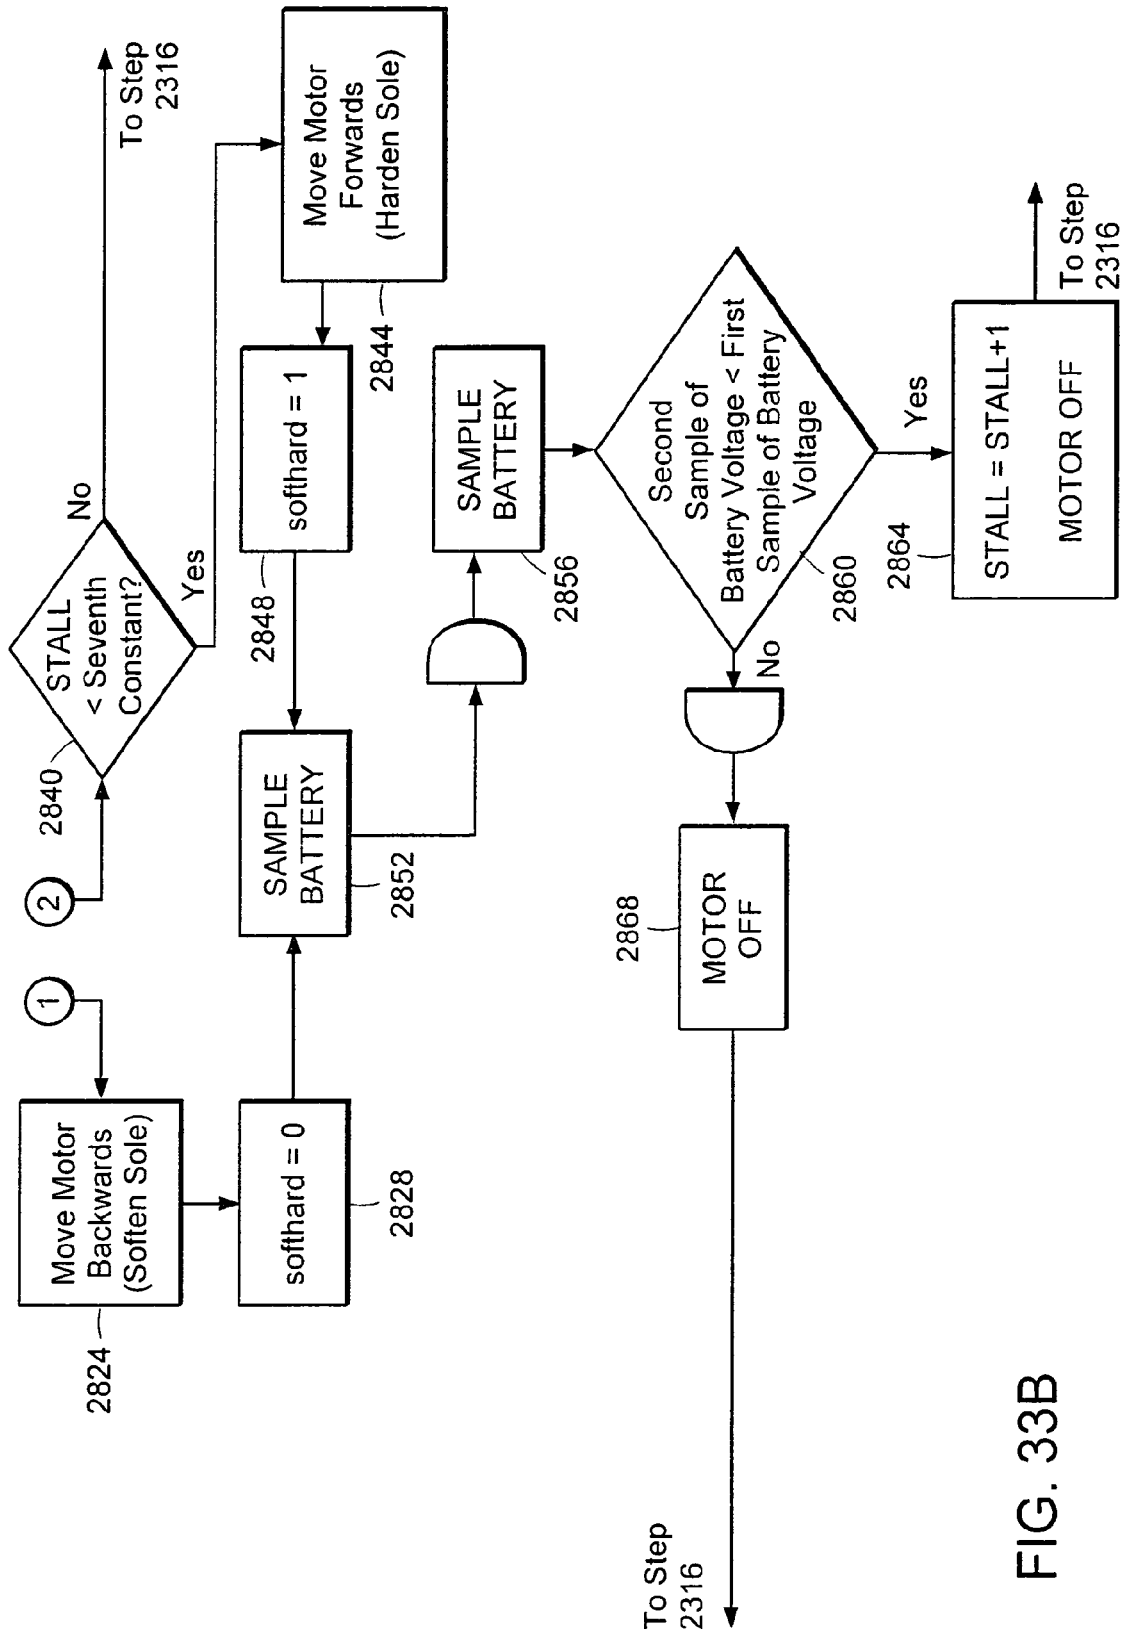 1
2
Move Motor
Backwards
(Soften Sole)
2824
softhard = 0
2828
2840
STALL
< Seventh
Constant?
No
To Step
2316
Yes
Move Motor
Forwards
(Harden Sole)
2844
softhard = 1
2848
SAMPLE
BATTERY
2852
SAMPLE
BATTERY
2856
Second
Sample of
Battery Voltage < First
Sample of Battery
Voltage
2860
Yes
2864
STALL = STALL+1
MOTOR OFF
To Step
2316
No
2868
MOTOR
OFF
To Step
2316
FIG. 33B